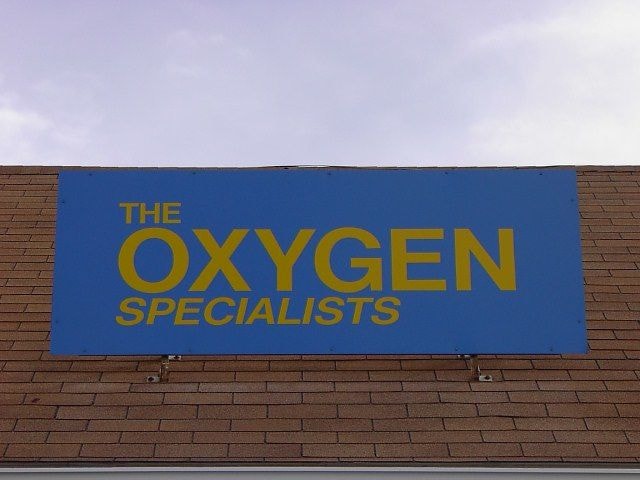 THE
OXYGEN
SPECIALISTS